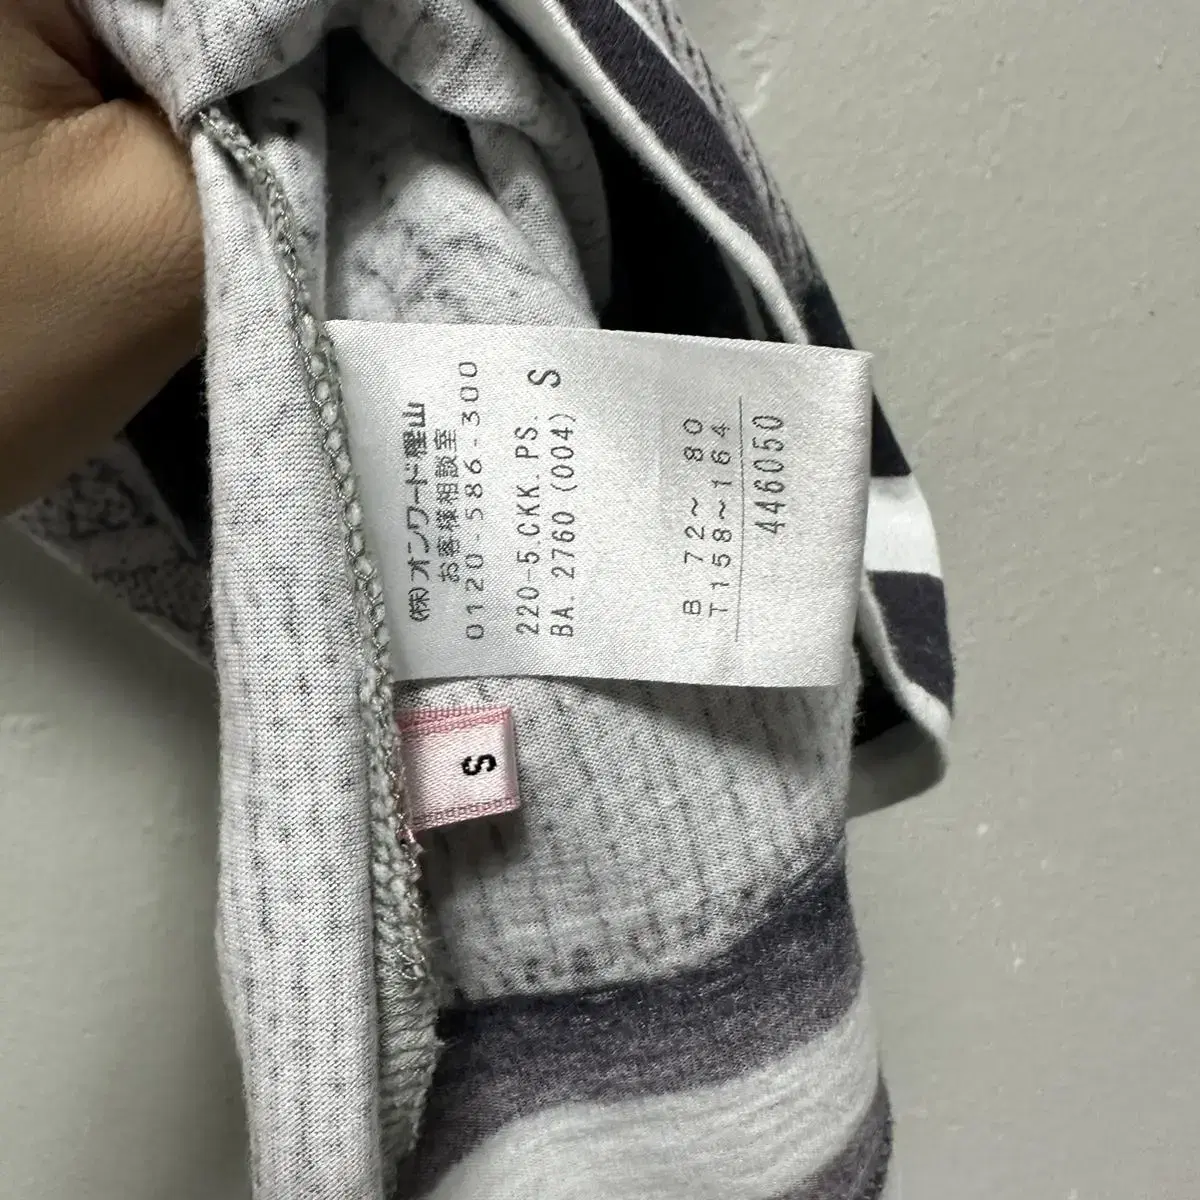 (株)オンワード樫山
お客様相談室
0120-586-300
220-5.CKK.PS. S
BA.2760(004)
B 72~ 80
T158~164
446050
S